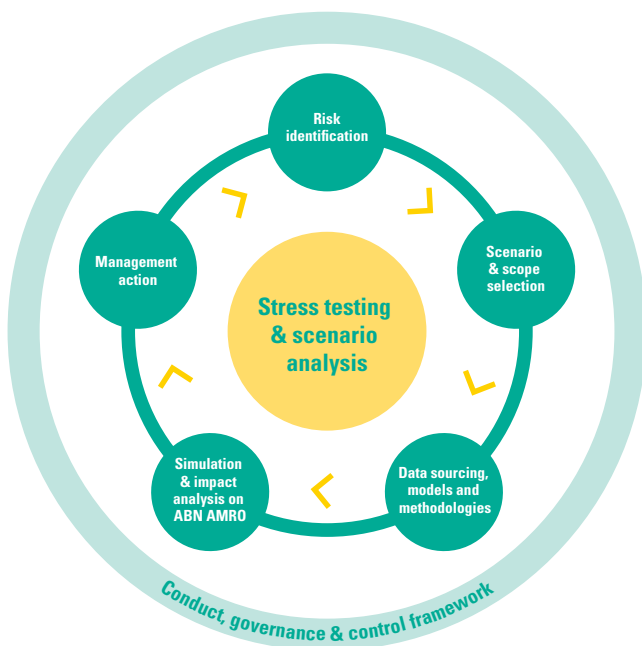 Risk
identification
Scenario
& scope
selection
Data sourcing,
models and
methodologies
Simulation
& impact
analysis on
ABN AMRO
Management
action
Stress testing
& scenario
analysis
Conduct, governance & control framework